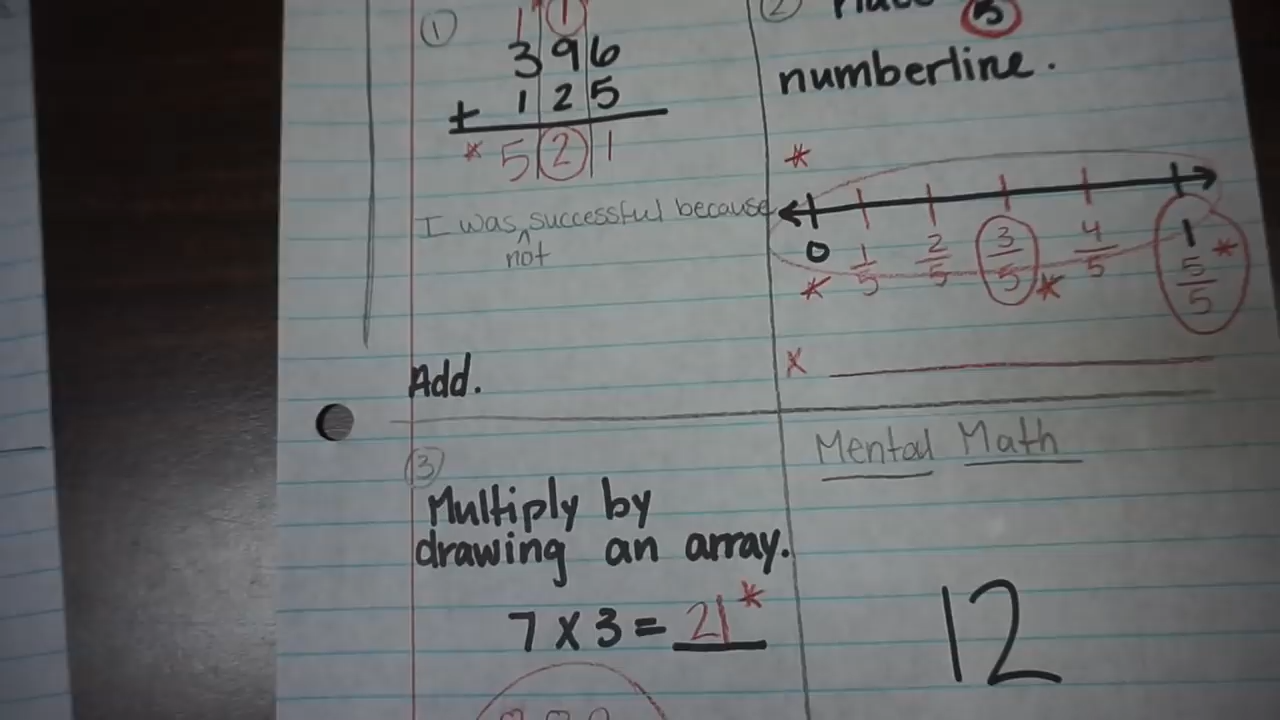 1
1 1
3 9 6
+ 1 2 5
* 5 2 1
I was successful because
not
Add.
2
numberline.
*
0 1/5 2/5 3/5 4/5 1
5/5
* * *
x
3
Multiply by
drawing an array.
7 x 3 = 21 *
Mental Math
12